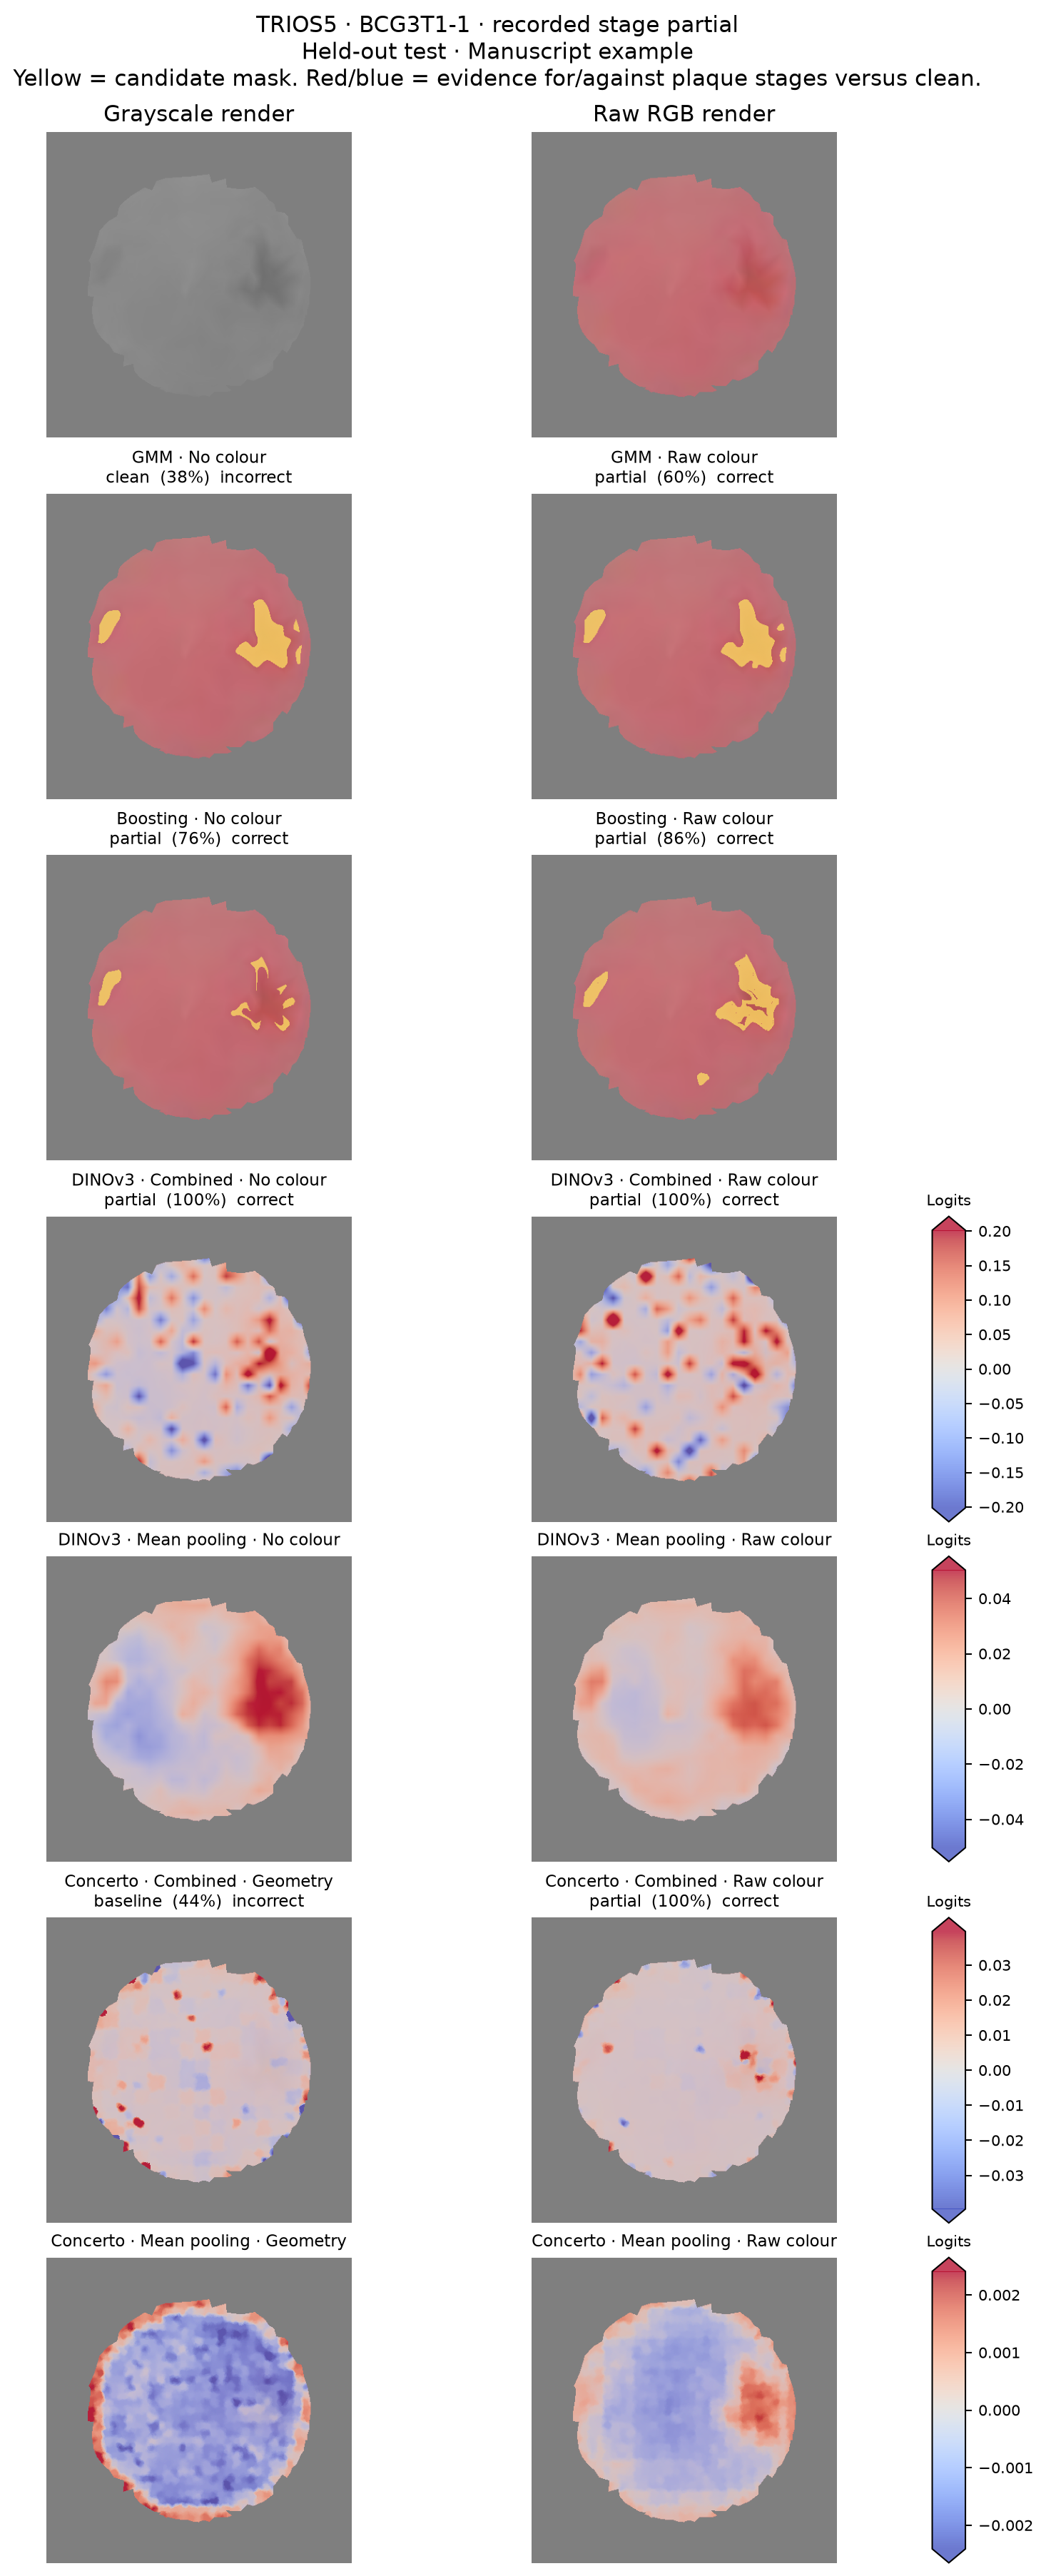 TRIOS5 · BCG3T1-1 · recorded stage partial
Held-out test · Manuscript example
Yellow = candidate mask. Red/blue = evidence for/against plaque stages versus clean.
Grayscale render
Raw RGB render
GMM · No colour
clean (38%) incorrect
GMM · Raw colour
partial (60%) correct
Boosting · No colour
partial (76%) correct
Boosting · Raw colour
partial (86%) correct
DINOv3 · Combined · No colour
partial (100%) correct
DINOv3 · Combined · Raw colour
partial (100%) correct
Logits
0.20
0.15
0.10
0.05
0.00
−0.05
−0.10
−0.15
−0.20
DINOv3 · Mean pooling · No colour
DINOv3 · Mean pooling · Raw colour
Logits
0.04
0.02
0.00
−0.02
−0.04
Concerto · Combined · Geometry
baseline (44%) incorrect
Concerto · Combined · Raw colour
partial (100%) correct
Logits
0.03
0.02
0.01
0.00
−0.01
−0.02
−0.03
Concerto · Mean pooling · Geometry
Concerto · Mean pooling · Raw colour
Logits
0.002
0.001
0.000
−0.001
−0.002